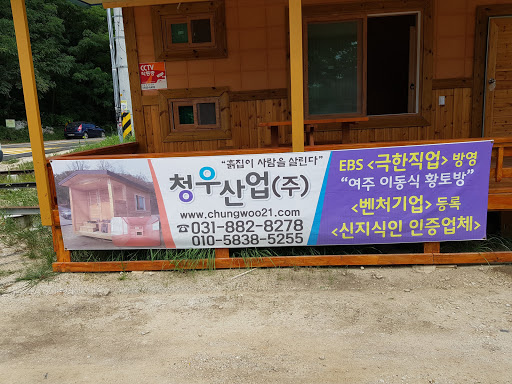 CCTV
"흙집이 사람을 살린다"
청우산업(주)
www.chungwoo21.com
☎031-882-8278
010-5838-5255
EBS <극한직업> 방영
"여주 이동식 황토방"
<벤처기업> 등록
<신지식인 인증업체>